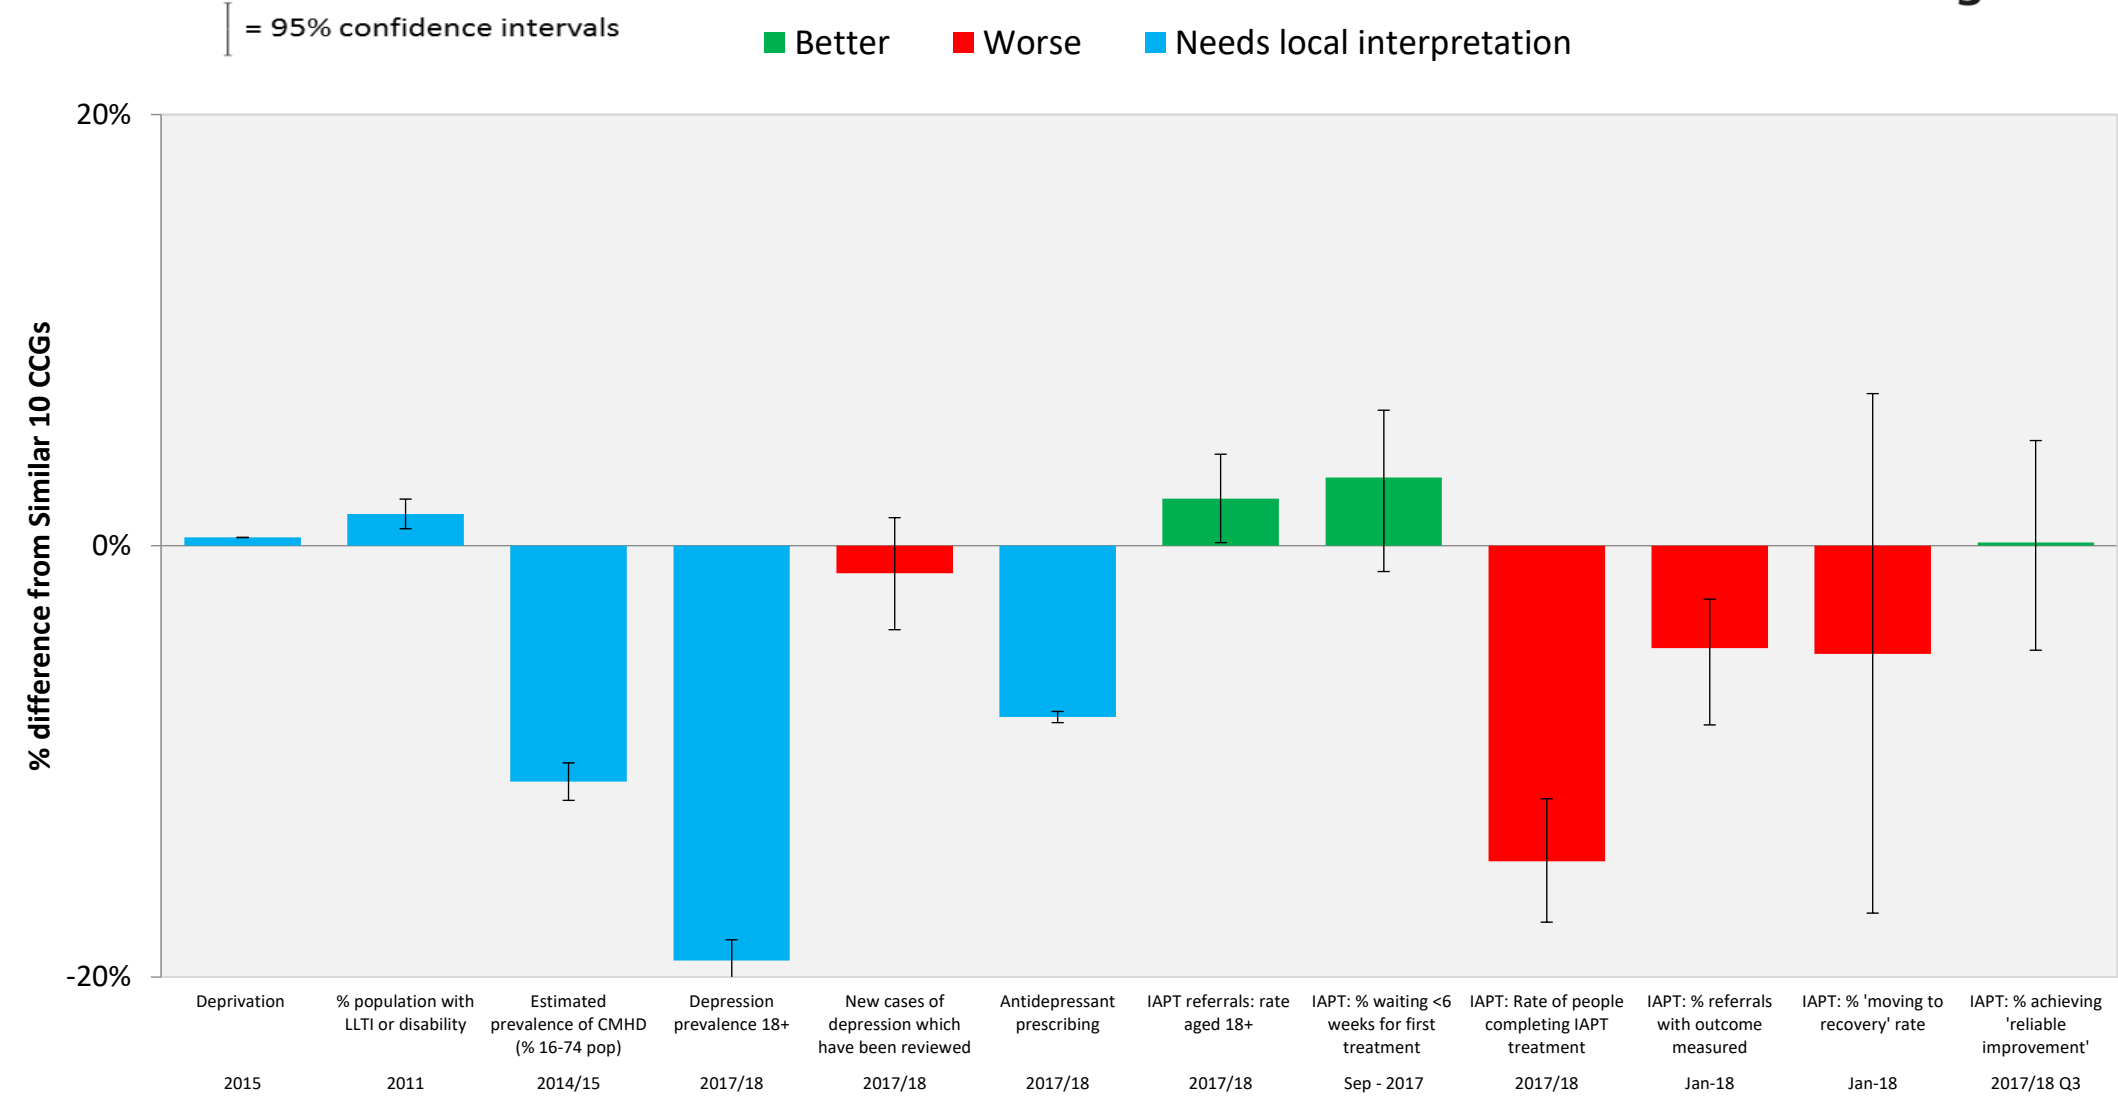 = 95% confidence intervals
Better Worse Needs local interpretation
20%
0%
-20%
% difference from Similar 10 CCGs
Deprivation
2015
% population with
LLTI or disability
2011
Estimated
prevalence of CMHD
(% 16-74 pop)
2014/15
Depression
prevalence 18+
2017/18
New cases of
depression which
have been reviewed
2017/18
Antidepressant
prescribing
2017/18
IAPT referrals: rate
aged 18+
2017/18
IAPT: % waiting <6
weeks for first
treatment
Sep - 2017
IAPT: Rate of people
completing IAPT
treatment
2017/18
IAPT: % referrals
with outcome
measured
Jan-18
IAPT: % 'moving to
recovery' rate
Jan-18
IAPT: % achieving
'reliable
improvement'
2017/18 Q3